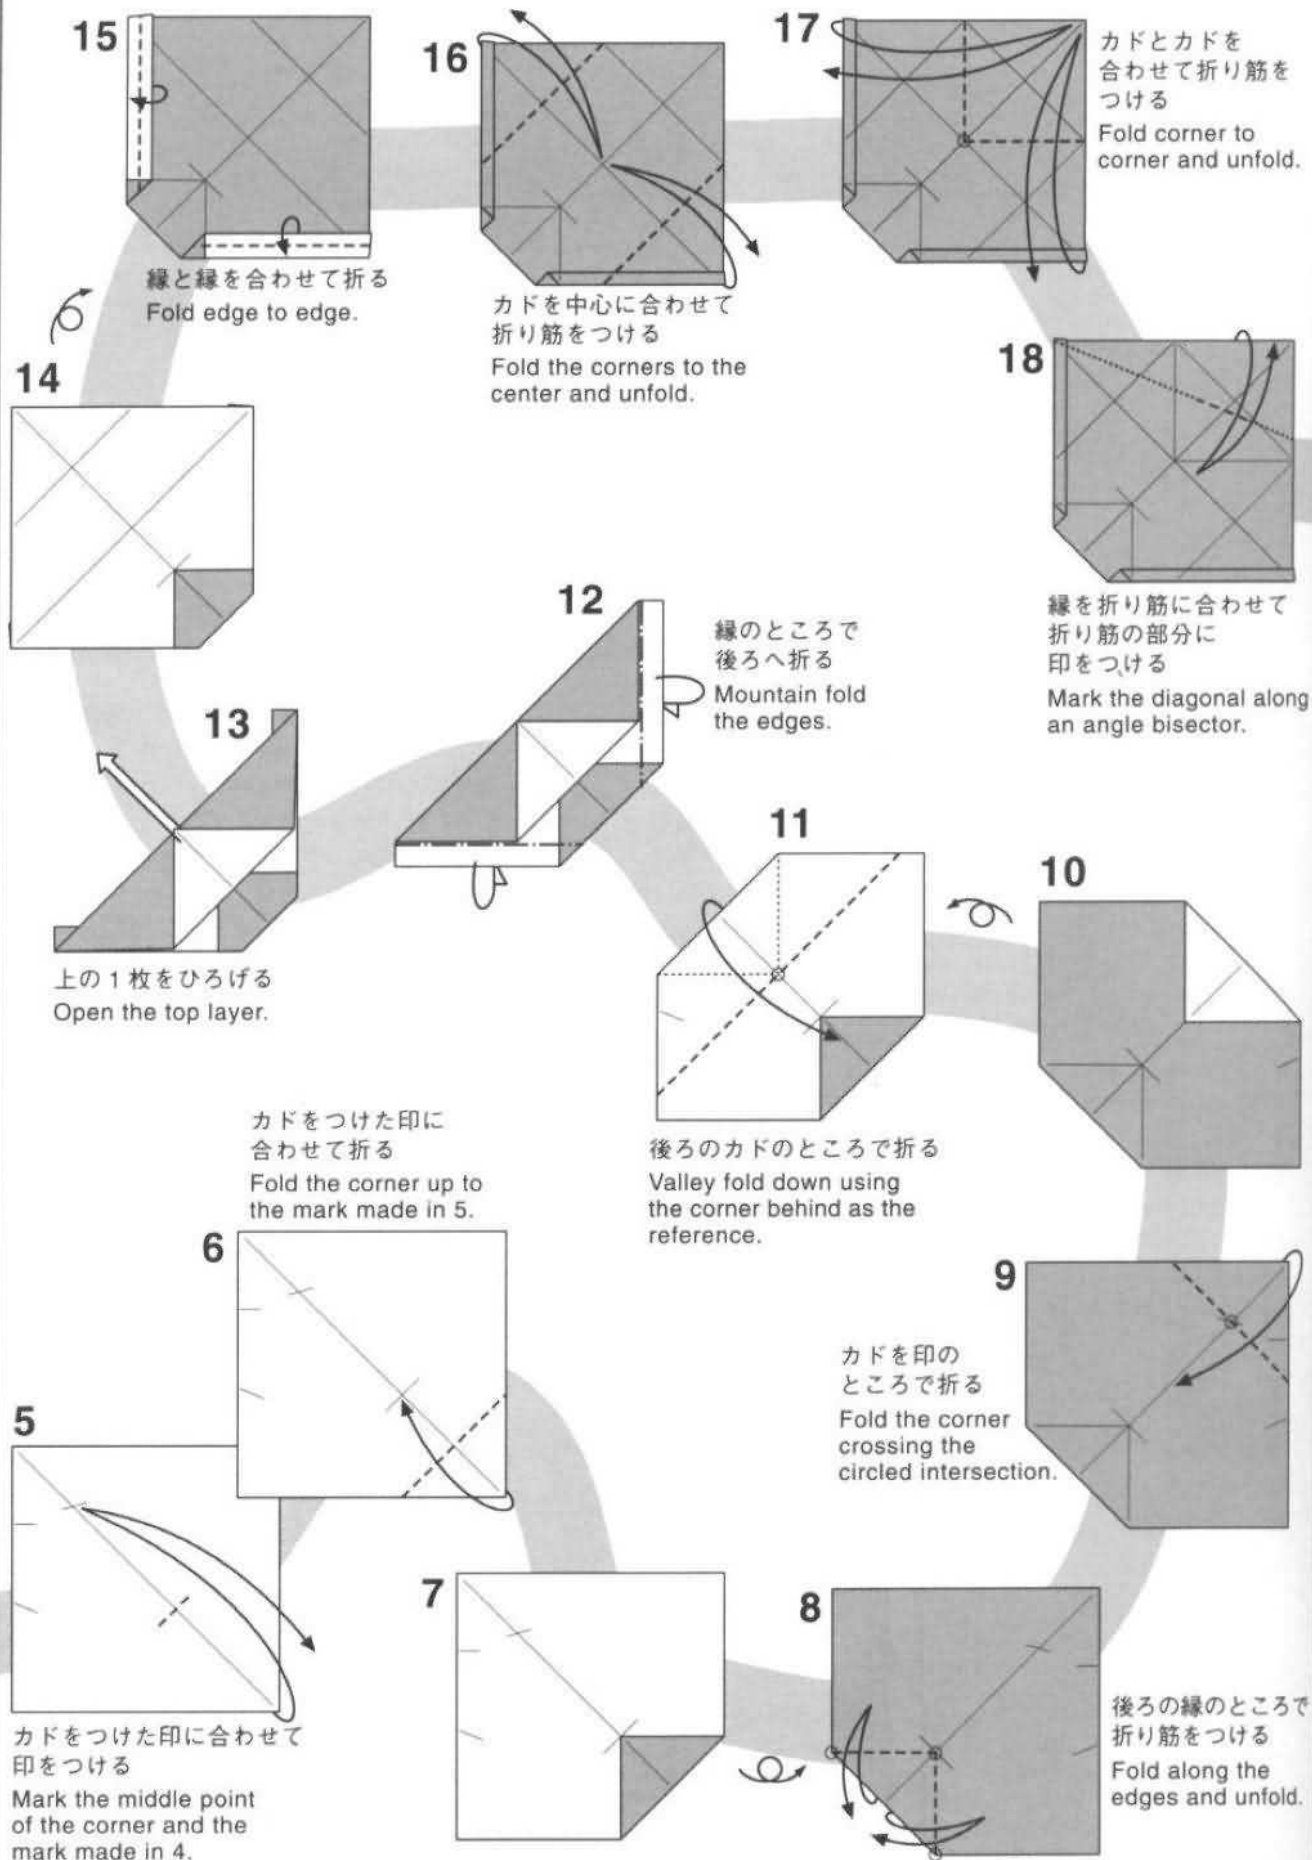 5
カドをつけた印に合わせて
印をつける
Mark the middle point
of the corner and the
mark made in 4.
6
カドをつけた印に
合わせて折る
Fold the corner up to
the mark made in 5.
7
8
後ろの縁のところで
折り筋をつける
Fold along the
edges and unfold.
9
カドを印の
ところで折る
Fold the corner
crossing the
circled intersection.
10
11
後ろのカドのところで折る
Valley fold down using
the corner behind as the
reference.
12
縁のところで
後ろへ折る
Mountain fold
the edges.
13
上の1枚をひろげる
Open the top layer.
14
15
縁と縁を合わせて折る
Fold edge to edge.
16
カドを中心に合わせて
折り筋をつける
Fold the corners to the
center and unfold.
17
カドとカドを
合わせて折り筋を
つける
Fold corner to
corner and unfold.
18
縁を折り筋に合わせて
折り筋の部分に
印をつける
Mark the diagonal along
an angle bisector.